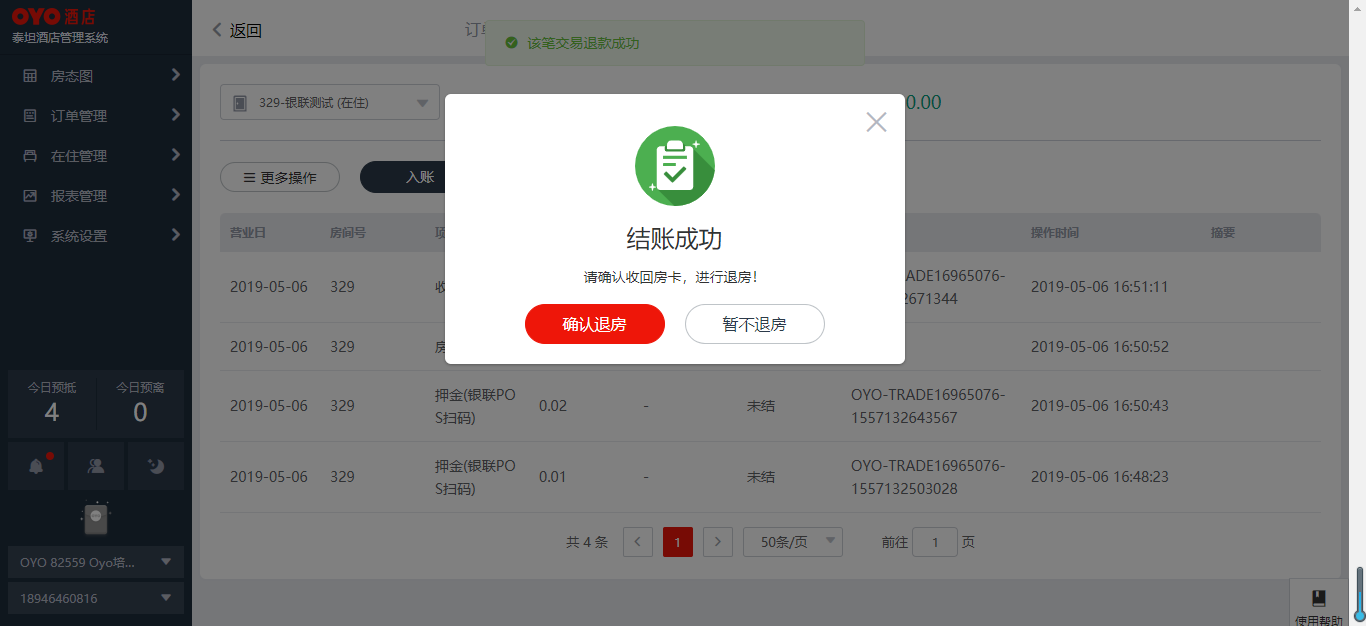 OYO 酒店
泰坦酒店管理系统
房态图
订单管理
在住管理
报表管理
系统设置
今日预抵
今日预离
4
0
OYO 82559 Oyo培...
18946460816
返回
订单
该笔交易退款成功
329-银联测试 (在住)
0.00
更多操作
入账
结账成功
请确认收回房卡，进行退房！
确认退房
暂不退房
营业日 房间号 项 操作时间 摘要
2019-05-06 329 收 ADE16965076-
2671344 2019-05-06 16:51:11
2019-05-06 329 房 2019-05-06 16:50:52
2019-05-06 329 押金(银联PO
S扫码) 0.02 - 未结 OYO-TRADE16965076-
1557132643567 2019-05-06 16:50:43
2019-05-06 329 押金(银联PO
S扫码) 0.01 - 未结 OYO-TRADE16965076-
1557132503028 2019-05-06 16:48:23
共 4 条 1 50条/页 前往 1 页
使用帮助